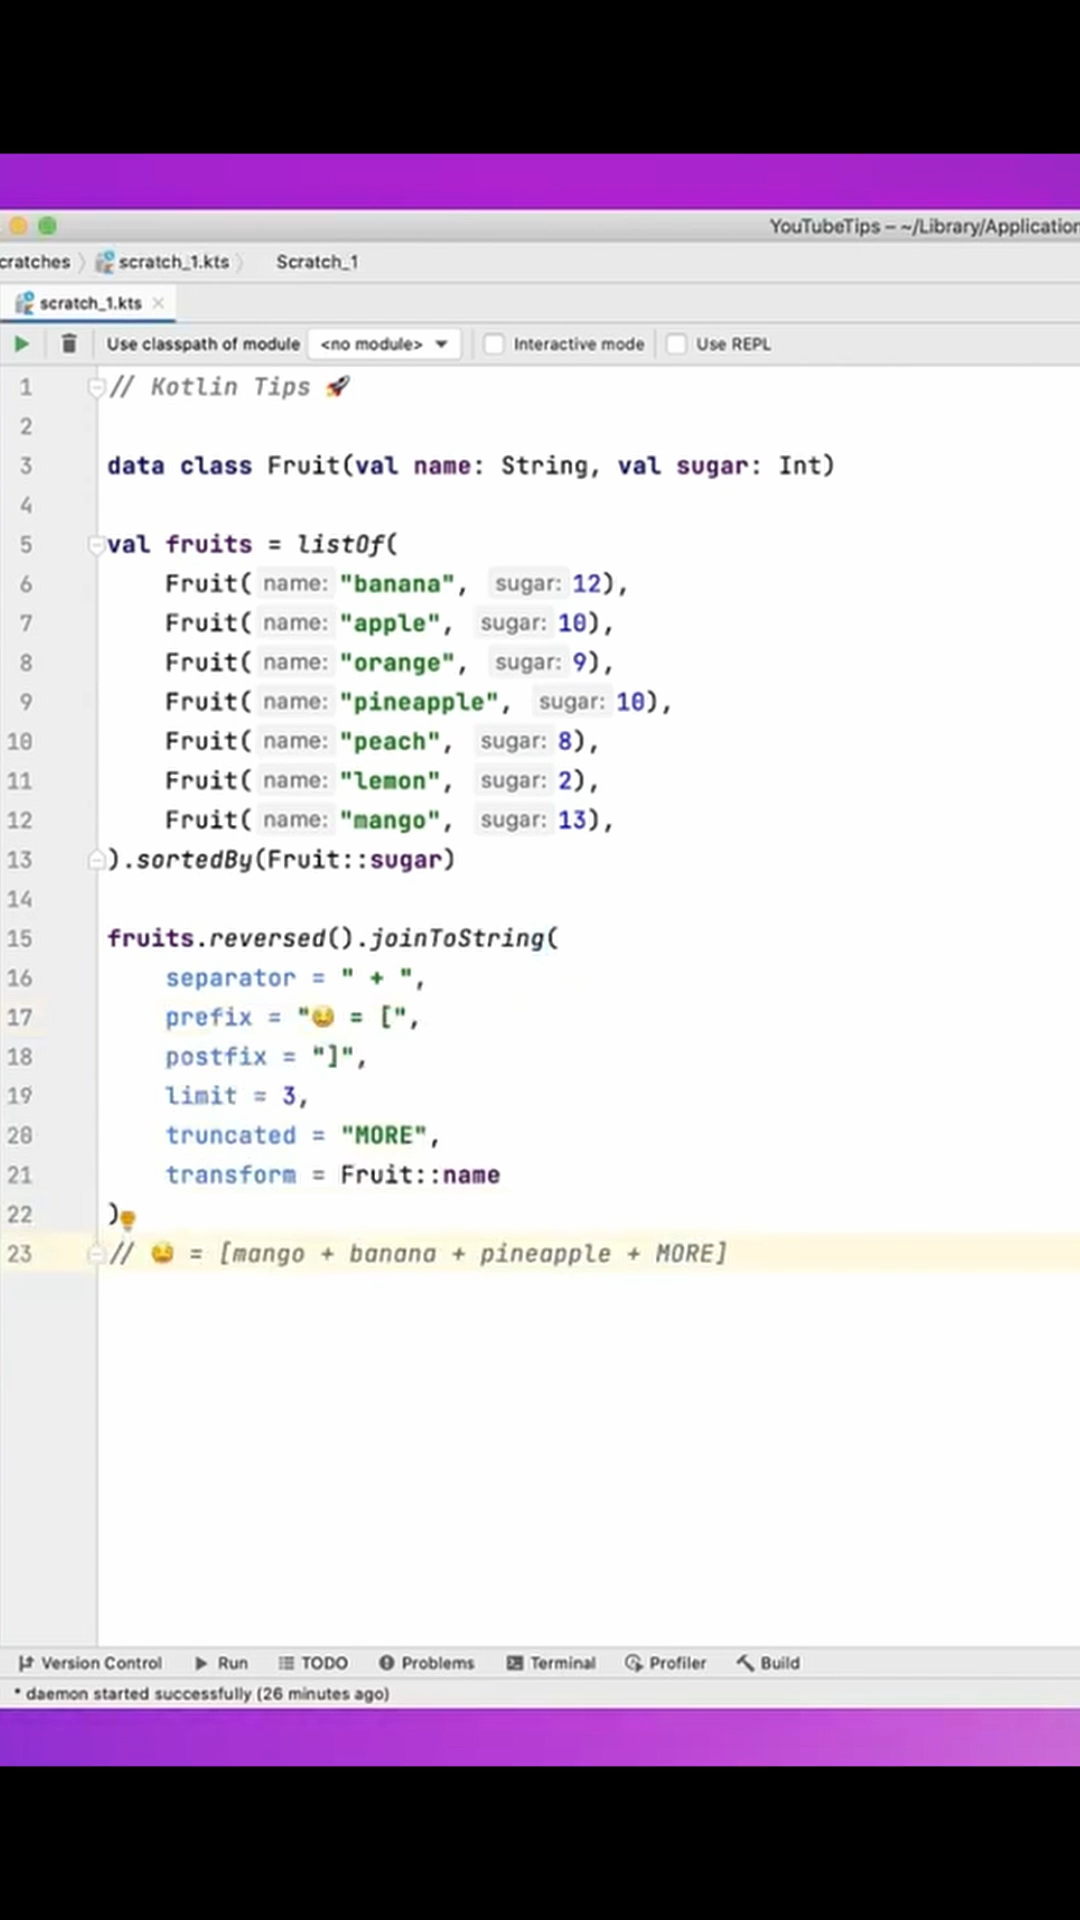 YouTubeTips – ~/Library/Application
cratches 〉 scratch_1.kts 〉 Scratch_1
scratch_1.kts ×
Use classpath of module <no module> Interactive mode Use REPL
1 // Kotlin Tips 🚀
2
3 data class Fruit(val name: String, val sugar: Int)
4
5 val fruits = listOf(
6 Fruit( name: "banana", sugar: 12),
7 Fruit( name: "apple", sugar: 10),
8 Fruit( name: "orange", sugar: 9),
9 Fruit( name: "pineapple", sugar: 10),
10 Fruit( name: "peach", sugar: 8),
11 Fruit( name: "lemon", sugar: 2),
12 Fruit( name: "mango", sugar: 13),
13 ).sortedBy(Fruit::sugar)
14
15 fruits.reversed().joinToString(
16 separator = " + ",
17 prefix = " = [",
18 postfix = "]",
19 limit = 3,
20 truncated = "MORE",
21 transform = Fruit::name
22 )
23 // = [mango + banana + pineapple + MORE]
Version Control Run TODO Problems Terminal Profiler Build
* daemon started successfully (26 minutes ago)